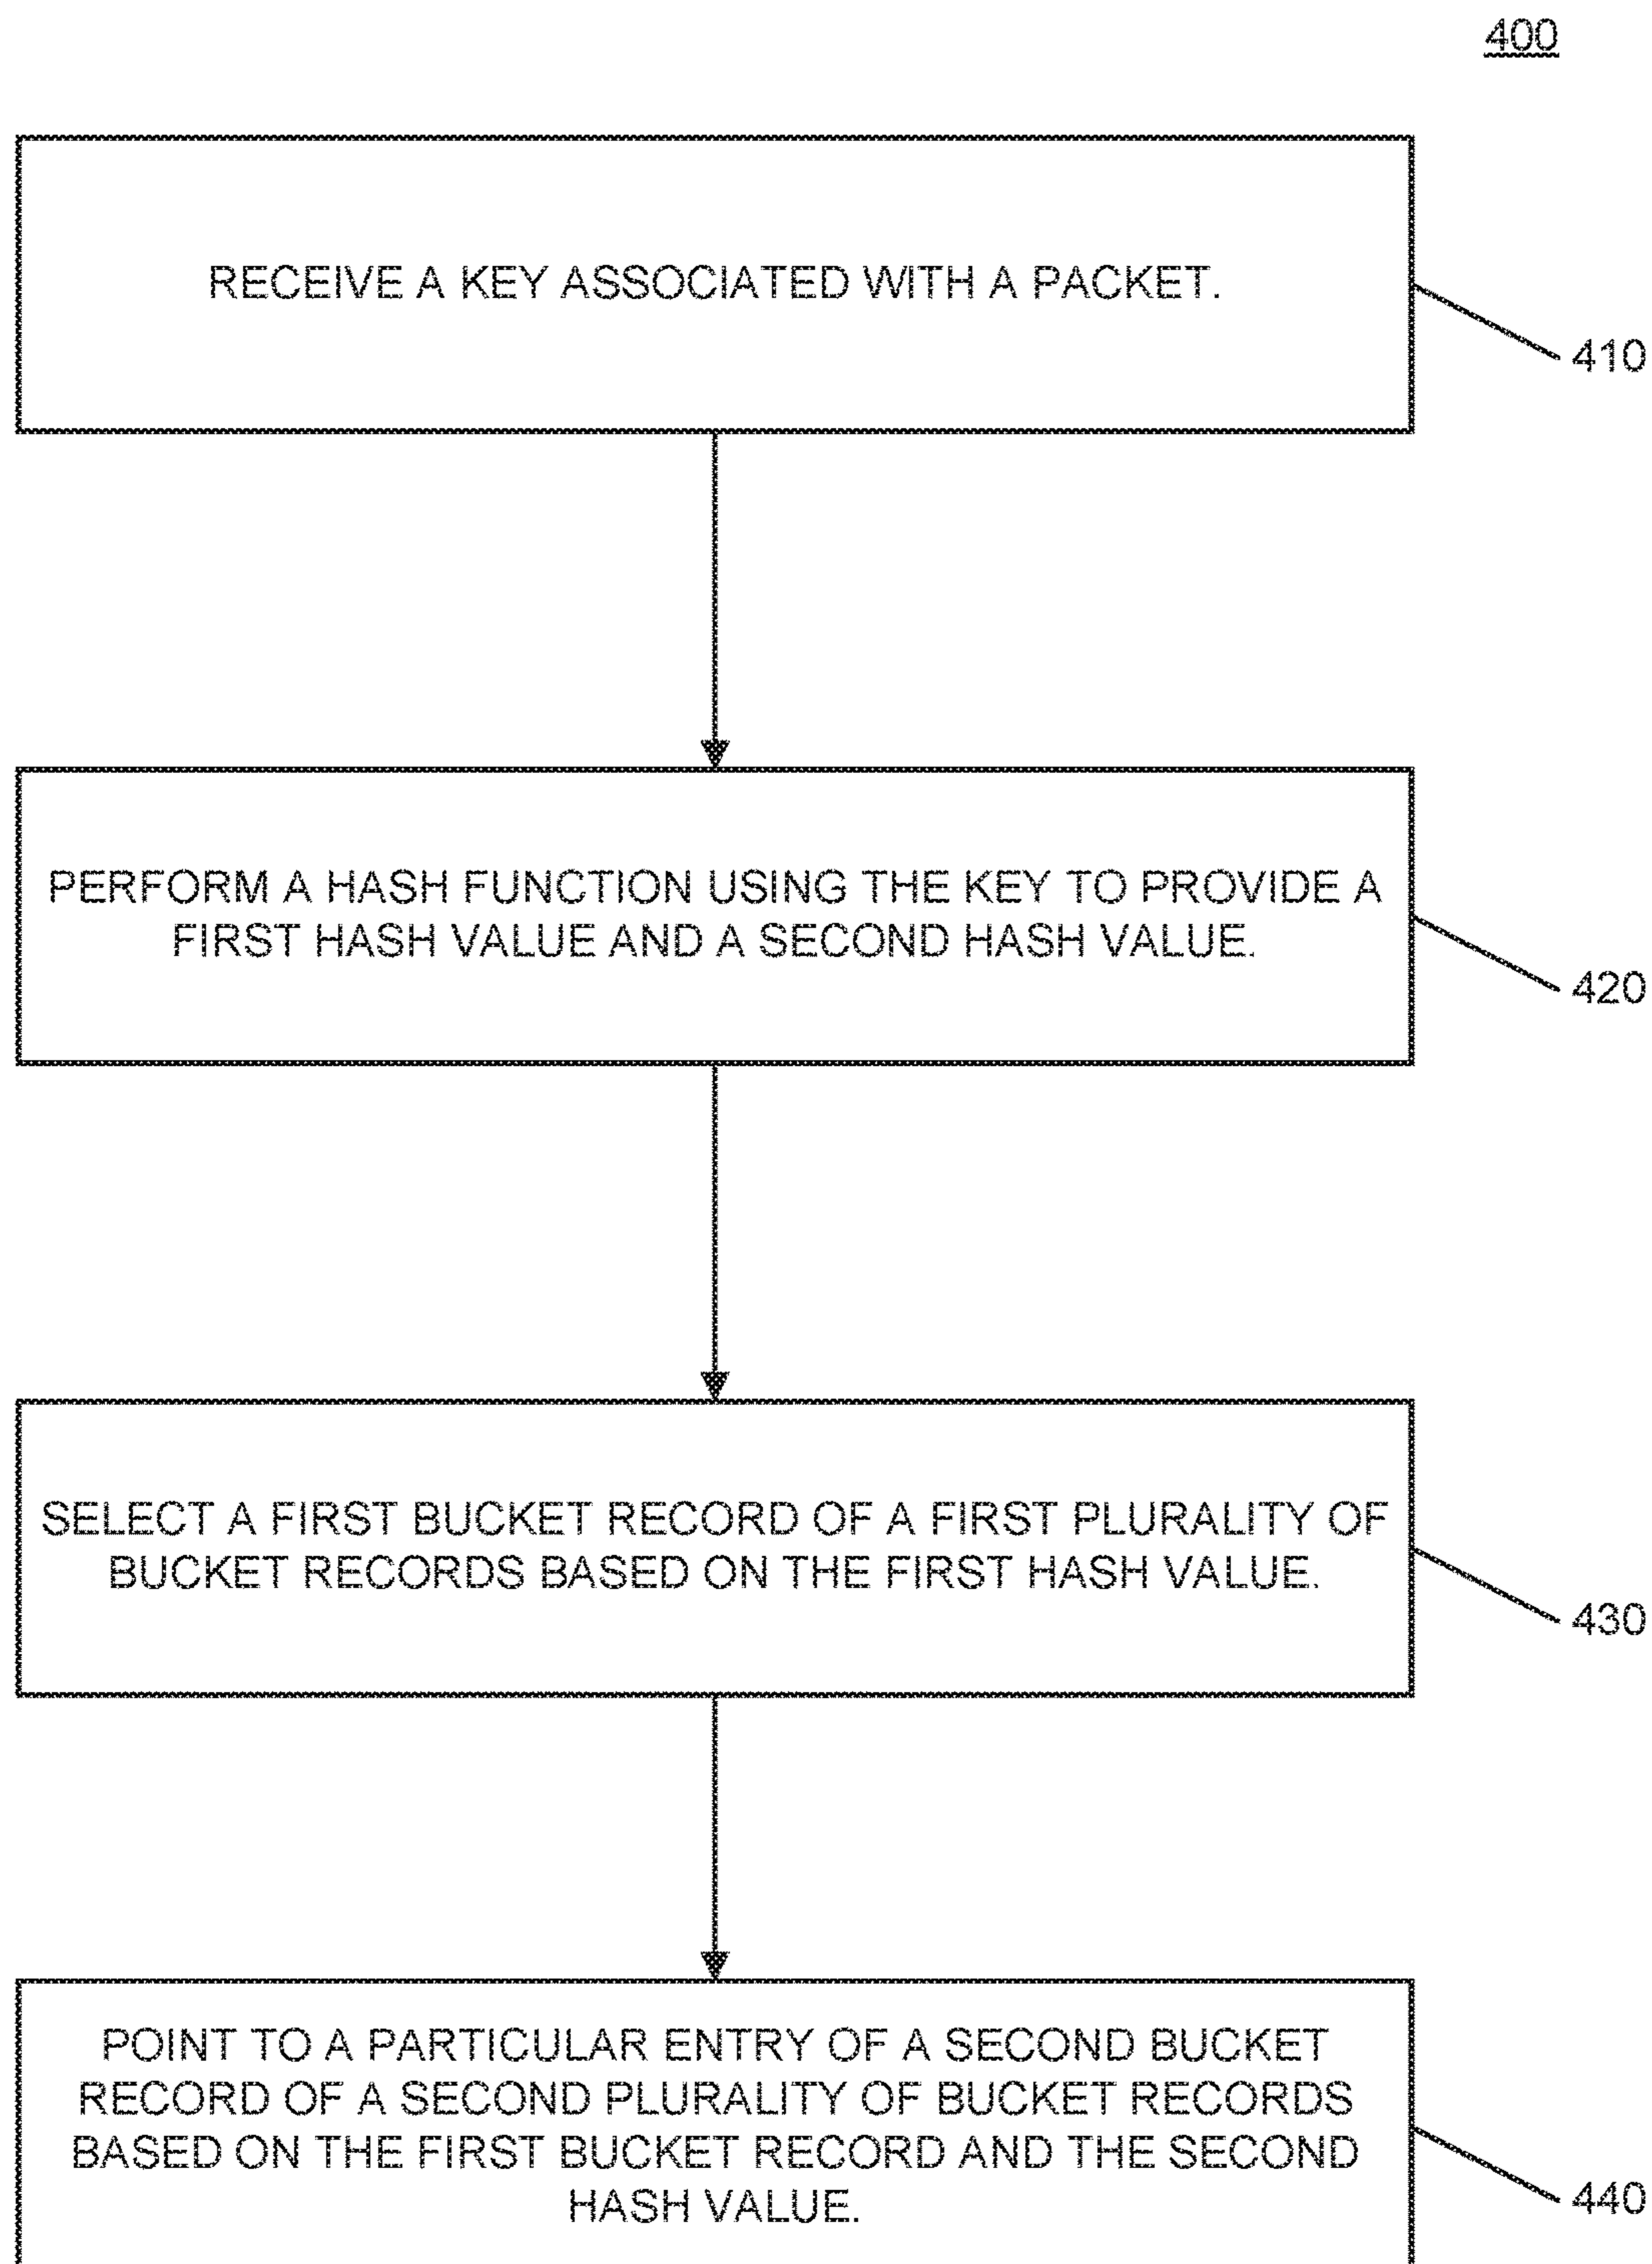 400
RECEIVE A KEY ASSOCIATED WITH A PACKET.
410
PERFORM A HASH FUNCTION USING THE KEY TO PROVIDE A
FIRST HASH VALUE AND A SECOND HASH VALUE.
420
SELECT A FIRST BUCKET RECORD OF A FIRST PLURALITY OF
BUCKET RECORDS BASED ON THE FIRST HASH VALUE.
430
POINT TO A PARTICULAR ENTRY OF A SECOND BUCKET
RECORD OF A SECOND PLURALITY OF BUCKET RECORDS
BASED ON THE FIRST BUCKET RECORD AND THE SECOND
HASH VALUE.
440